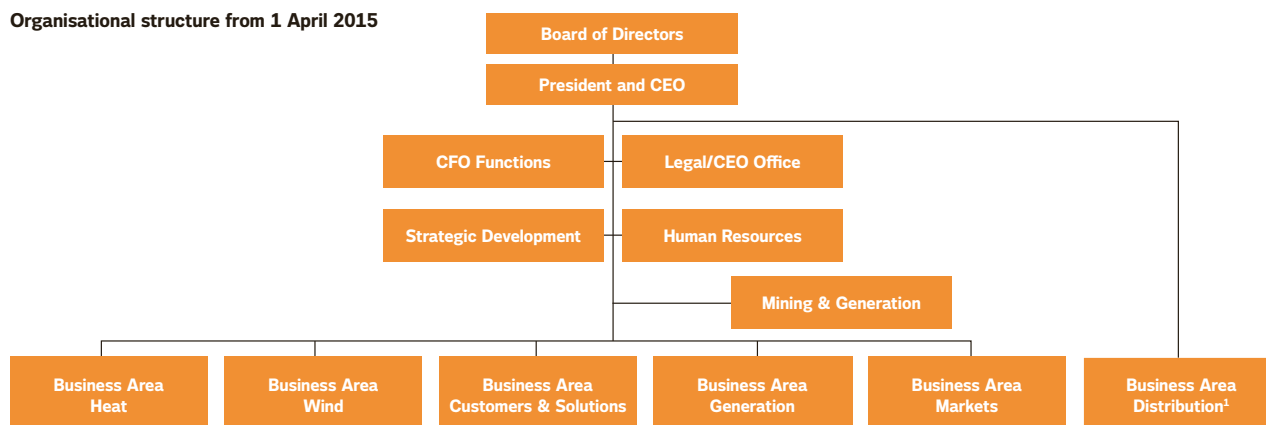 Organisational structure from 1 April 2015
Board of Directors
President and CEO
CFO Functions
Legal/CEO Office
Strategic Development
Human Resources
Mining & Generation
Business Area
Heat
Business Area
Wind
Business Area
Customers & Solutions
Business Area
Generation
Business Area
Markets
Business Area
Distribution¹